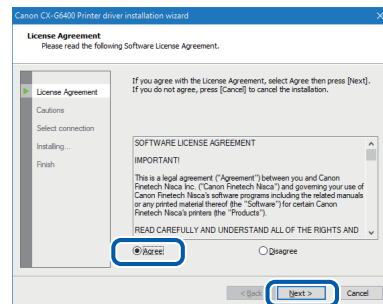 Canon CX-G6400 Printer driver installation wizard
License Agreement
Please read the following Software License Agreement.
If you agree with the License Agreement, select Agree then press [Next].
If you do not agree, press [Cancel] to cancel the installation.
License Agreement
Cautions
Select connection
Installing...
Finish
SOFTWARE LICENSE AGREEMENT
IMPORTANT!
This is a legal agreement ("Agreement") between you and Canon
Finetech Nisca Inc. ("Canon Finetech Nisca") and governing your use of
Canon Finetech Nisca's software programs including the related manuals
or any printed material thereof (the "Software") for certain Canon
Finetech Nisca's printers (the "Products").
READ CAREFULLY AND UNDERSTAND ALL OF THE RIGHTS AND
Agree
Disagree
< Back
Next >
Cancel